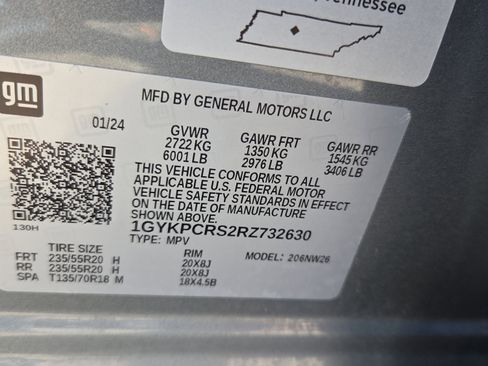 Tennessee
gm
MFD BY GENERAL MOTORS LLC
01/24
GVWR
2722 KG
6001 LB
GAWR FRT
1350 KG
2976 LB
GAWR RR
1545 KG
3406 LB
THIS VEHICLE CONFORMS TO ALL
APPLICABLE U.S. FEDERAL MOTOR
VEHICLE SAFETY STANDARDS IN EFFECT
ON THE DATE OF MANUFACTURE
SHOWN ABOVE.
1GYKPCRS2RZ732630
TYPE: MPV
MODEL: 206NW26
130H
TIRE SIZE
RIM
FRT 235/55R20 H 20X8J
RR 235/55R20 H 20X8J
SPA T135/70R18 M 18X4.5B